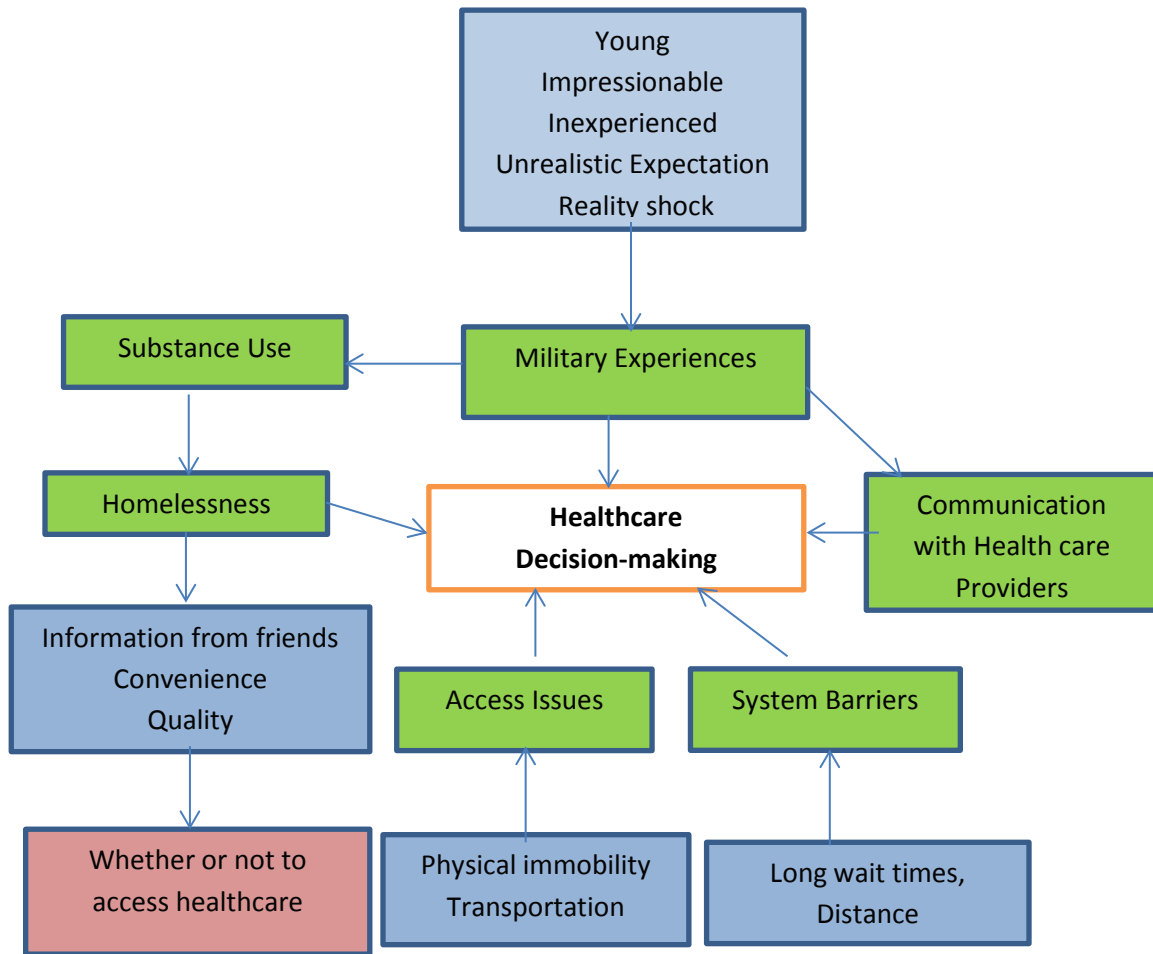 Young
Impressionable
Inexperienced
Unrealistic Expectation
Reality shock
Substance Use
Military Experiences
Homelessness
Healthcare
Decision-making
Communication
with Health care
Providers
Information from friends
Convenience
Quality
Access Issues
System Barriers
Whether or not to
access healthcare
Physical immobility
Transportation
Long wait times,
Distance